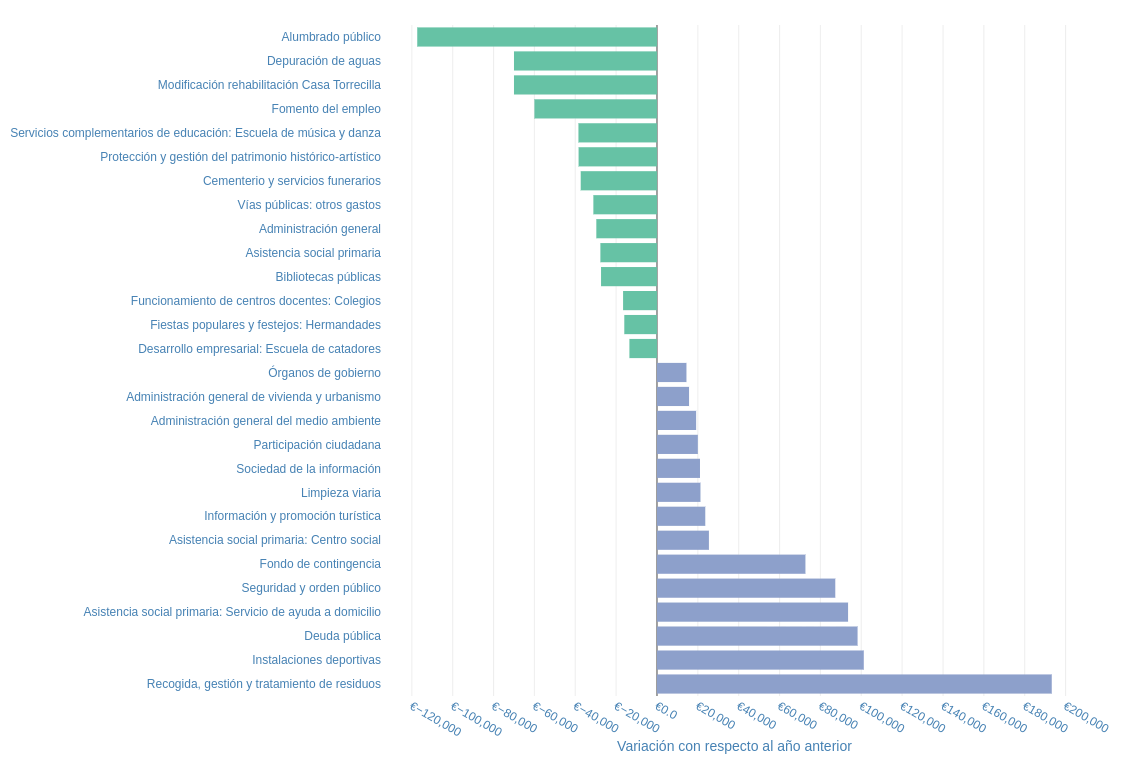 Alumbrado público
Depuración de aguas
Modificación rehabilitación Casa Torrecilla
Fomento del empleo
Servicios complementarios de educación: Escuela de música y danza
Protección y gestión del patrimonio histórico-artístico
Cementerio y servicios funerarios
Vías públicas: otros gastos
Administración general
Asistencia social primaria
Bibliotecas públicas
Funcionamiento de centros docentes: Colegios
Fiestas populares y festejos: Hermandades
Desarrollo empresarial: Escuela de catadores
Órganos de gobierno
Administración general de vivienda y urbanismo
Administración general del medio ambiente
Participación ciudadana
Sociedad de la información
Limpieza viaria
Información y promoción turística
Asistencia social primaria: Centro social
Fondo de contingencia
Seguridad y orden público
Asistencia social primaria: Servicio de ayuda a domicilio
Deuda pública
Instalaciones deportivas
Recogida, gestión y tratamiento de residuos
€−120,000
€−100,000
€−80,000
€−60,000
€−40,000
€−20,000
€0.0
€20,000
€40,000
€60,000
€80,000
€100,000
€120,000
€140,000
€160,000
€180,000
€200,000
Variación con respecto al año anterior